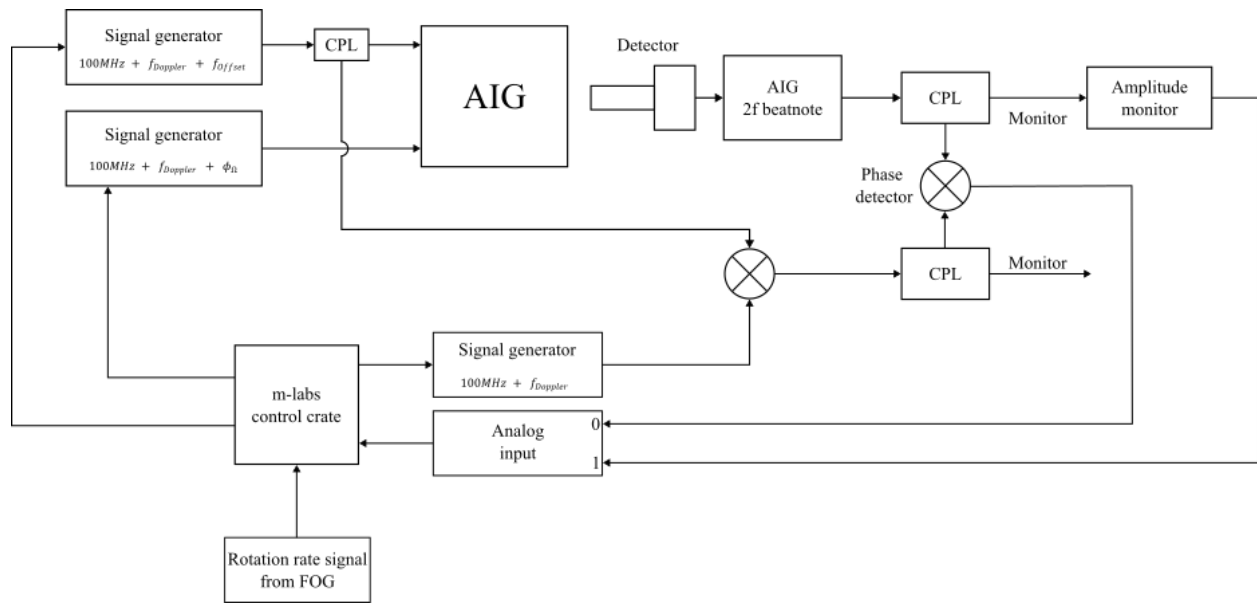 Signal generator
100MHz + f_Doppler + f_Offset
CPL
AIG
Detector
AIG
2f beatnote
CPL
Monitor
Amplitude
monitor
Signal generator
100MHz + f_Doppler + ϕ_Ω
Phase
detector
CPL
Monitor
Signal generator
100MHz + f_Doppler
m-labs
control crate
Analog
input
0
1
Rotation rate signal
from FOG